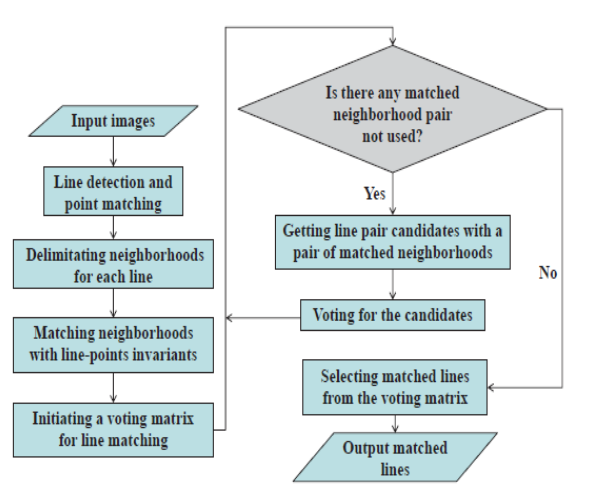 Input images
Line detection and
point matching
Delimitating neighborhoods
for each line
Matching neighborhoods
with line-points invariants
Initiating a voting matrix
for line matching
Is there any matched
neighborhood pair
not used?
Yes
Getting line pair candidates with a
pair of matched neighborhoods
No
Voting for the candidates
Selecting matched lines
from the voting matrix
Output matched
lines